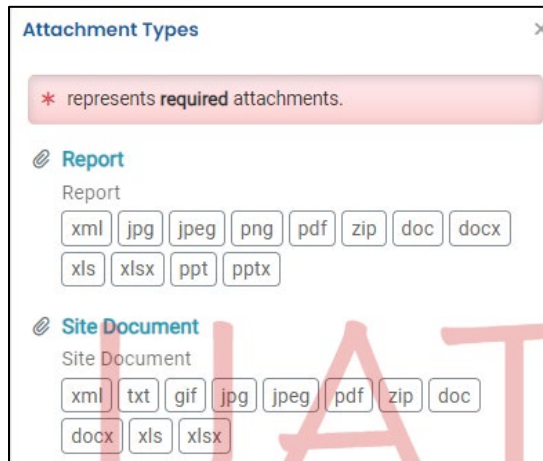 Attachment Types
* represents required attachments.
Report
Report
xml jpg jpeg png pdf zip doc docx
xls xlsx ppt pptx
Site Document
Site Document
xml txt gif jpg jpeg pdf zip doc
docx xls xlsx
UAT